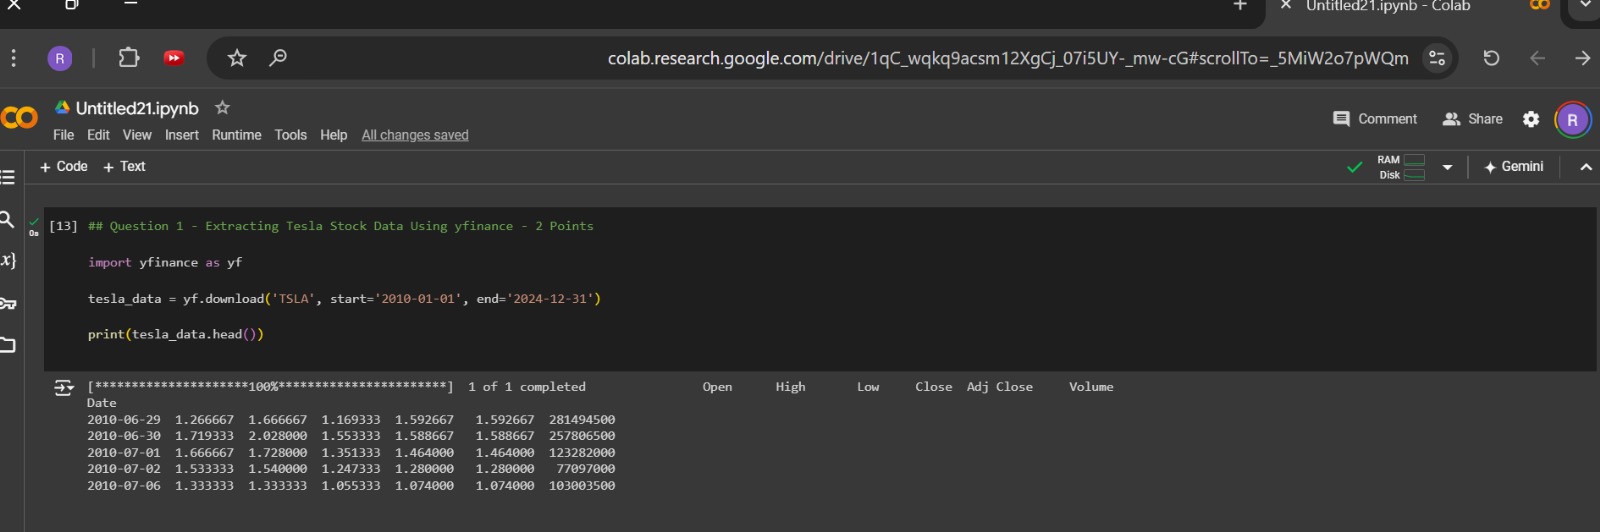 Untitled21.ipynb - Colab
R
colab.research.google.com/drive/1qC_wqkq9acsm12XgCj_07i5UY-_mw-cG#scrollTo=_5MiW2o7pWQm
Untitled21.ipynb
Comment Share R
File Edit View Insert Runtime Tools Help All changes saved
+ Code + Text
RAM
Disk
Gemini
[13] ## Question 1 - Extracting Tesla Stock Data Using yfinance - 2 Points
0s
{x}
import yfinance as yf
tesla_data = yf.download('TSLA', start='2010-01-01', end='2024-12-31')
print(tesla_data.head())
[*********************100%***********************] 1 of 1 completed Open High Low Close Adj Close Volume
Date
2010-06-29 1.266667 1.666667 1.169333 1.592667 1.592667 281494500
2010-06-30 1.719333 2.028000 1.553333 1.588667 1.588667 257806500
2010-07-01 1.666667 1.728000 1.351333 1.464000 1.464000 123282000
2010-07-02 1.533333 1.540000 1.247333 1.280000 1.280000 77097000
2010-07-06 1.333333 1.333333 1.055333 1.074000 1.074000 103003500